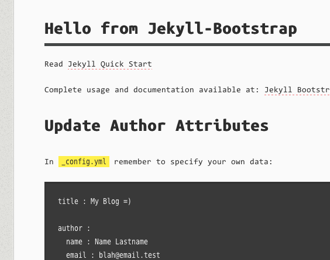 Hello from Jekyll-Bootstrap
Read Jekyll Quick Start
Complete usage and documentation available at: Jekyll Bootstr
Update Author Attributes
In _config.yml remember to specify your own data:
title : My Blog =)
author :
name : Name Lastname
email : blah@email.test